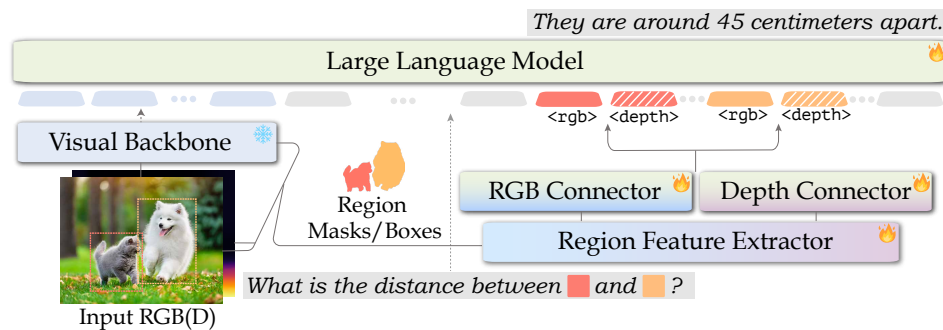 They are around 45 centimeters apart.
Large Language Model
<rgb> <depth> <rgb> <depth>
Visual Backbone
RGB Connector
Depth Connector
Region
Masks/Boxes
Region Feature Extractor
What is the distance between and ?
Input RGB(D)